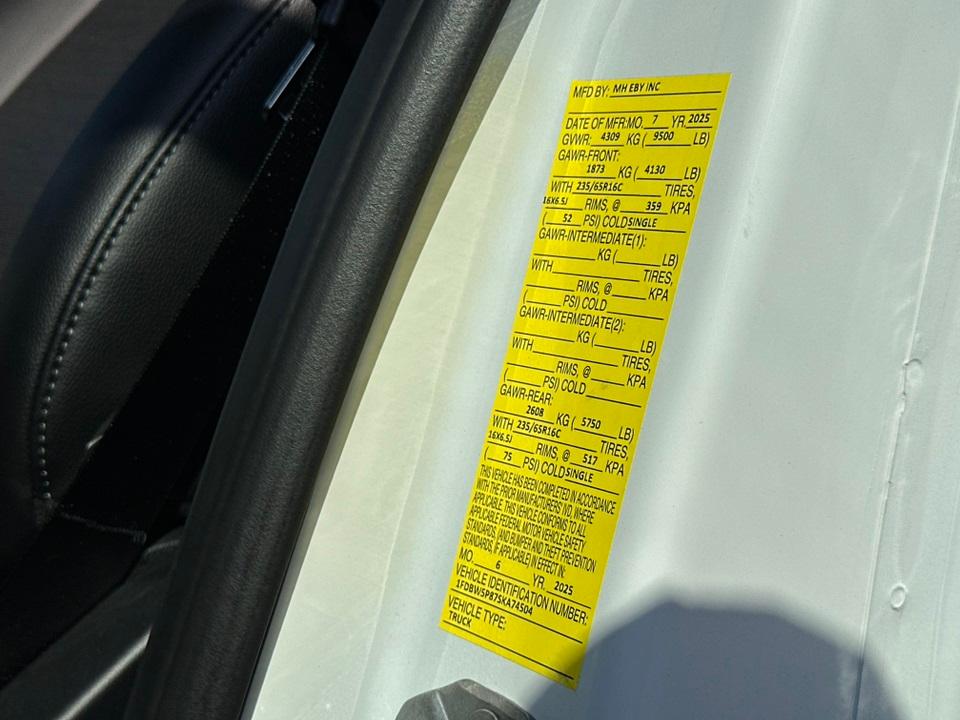 MFD BY: MH EBY INC
DATE OF MFR:MO. 7 YR. 2025
GVWR: 4309 KG ( 9500 LB)
GAWR-FRONT:
1873 KG ( 4130 LB)
WITH 235/65R16C TIRES,
16X6.5J RIMS, @ 359 KPA
( 52 PSI) COLD SINGLE
GAWR-INTERMEDIATE(1):
KG ( LB)
WITH TIRES,
RIMS, @ KPA
( PSI) COLD
GAWR-INTERMEDIATE(2):
KG ( LB)
WITH TIRES,
RIMS, @ KPA
( PSI) COLD
GAWR-REAR:
2608 KG ( 5750 LB)
WITH 235/65R16C TIRES,
16X6.5J RIMS, @ 517 KPA
( 75 PSI) COLD SINGLE
THIS VEHICLE HAS BEEN COMPLETED IN ACCORDANCE
WITH THE PRIOR MANUFACTURERS' IVD. WHERE
APPLICABLE. THIS VEHICLE CONFORMS TO ALL
APPLICABLE FEDERAL MOTOR VEHICLE SAFETY
STANDARDS, (AND BUMPER AND THEFT PREVENTION
STANDARDS, IF APPLICABLE) IN EFFECT IN:
MO. 6 YR. 2025
VEHICLE IDENTIFICATION NUMBER:
1FDBW5P87SKA74504
VEHICLE TYPE:
TRUCK